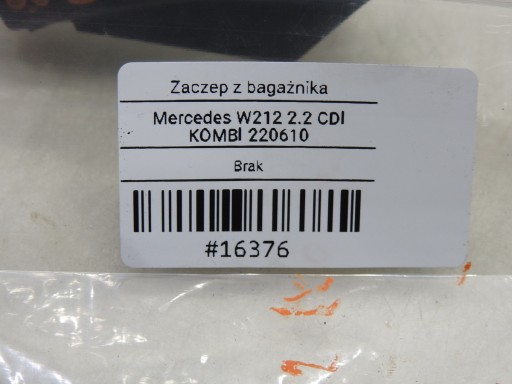 Zaczep z bagażnika
Mercedes W212 2.2 CDI
KOMBI 220610
Brak
#16376